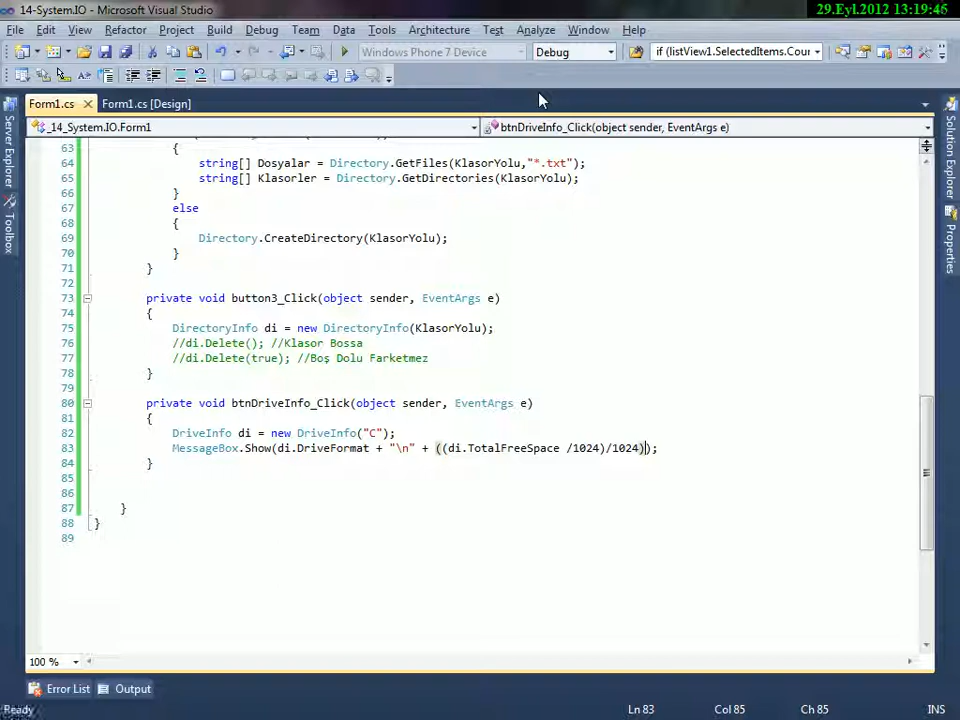 14-System.IO - Microsoft Visual Studio
29.Eyl.2012 13:19:45
File Edit View Refactor Project Build Debug Team Data Tools Architecture Test Analyze Window Help
Windows Phone 7 Device Debug if (listView1.SelectedItems.Cour
Form1.cs Form1.cs [Design]
_14_System.IO.Form1 btnDriveInfo_Click(object sender, EventArgs e)
Server Explorer
Toolbox
Solution Explorer
Properties
63 {
64 string[] Dosyalar = Directory.GetFiles(KlasorYolu,"*.txt");
65 string[] Klasorler = Directory.GetDirectories(KlasorYolu);
66 }
67 else
68 {
69 Directory.CreateDirectory(KlasorYolu);
70 }
71 }
72
73 private void button3_Click(object sender, EventArgs e)
74 {
75 DirectoryInfo di = new DirectoryInfo(KlasorYolu);
76 //di.Delete(); //Klasor Bossa
77 //di.Delete(true); //Boş Dolu Farketmez
78 }
79
80 private void btnDriveInfo_Click(object sender, EventArgs e)
81 {
82 DriveInfo di = new DriveInfo("C");
83 MessageBox.Show(di.DriveFormat + "\n" + ((di.TotalFreeSpace /1024)/1024));
84 }
85
86
87 }
88 }
89
100 %
Error List Output
Ready Ln 83 Col 85 Ch 85 INS